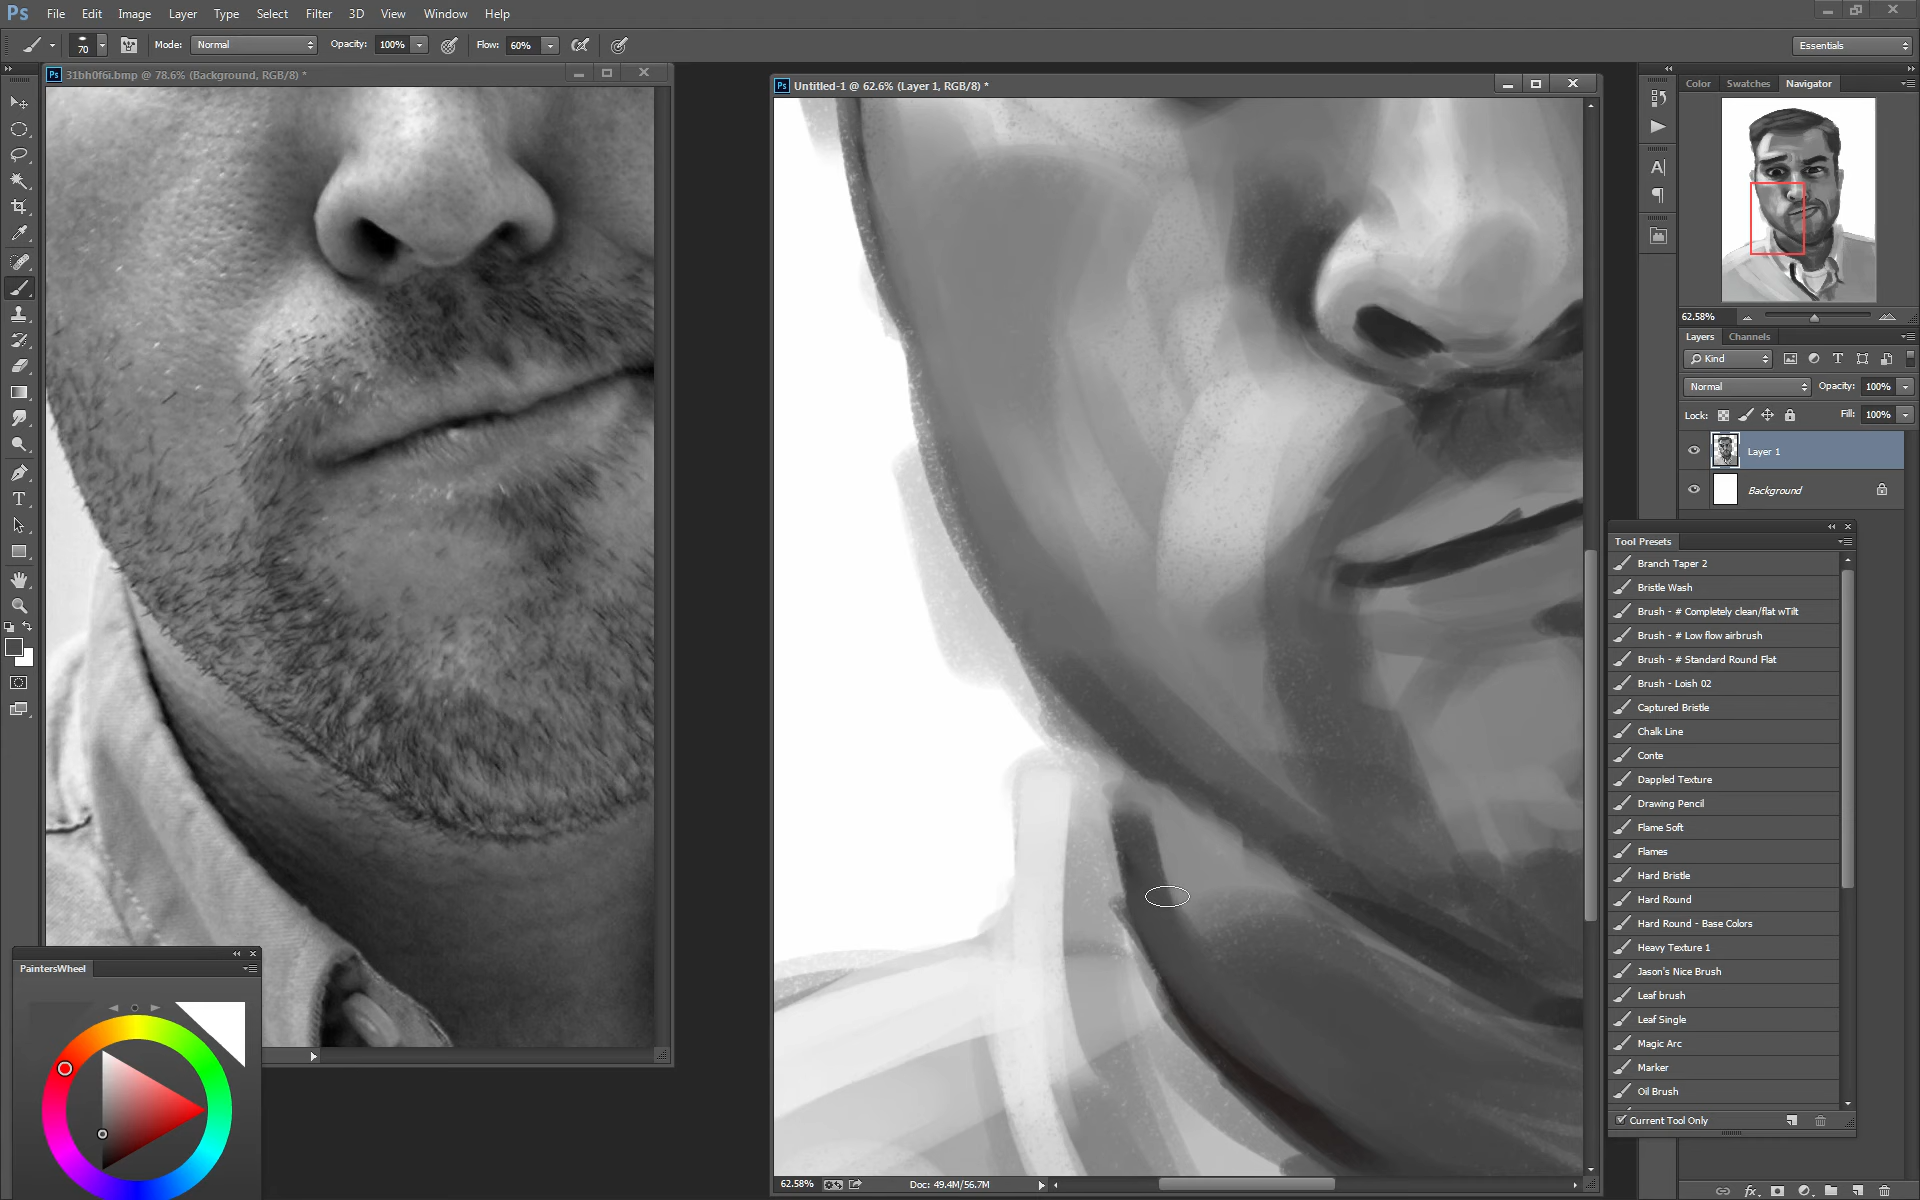 Ps File Edit Image Layer Type Select Filter 3D View Window Help
70 Mode: Normal Opacity: 100% Flow: 60% Essentials
Ps 31bh0f6i.bmp @ 78.6% (Background, RGB/8) *
Ps Untitled-1 @ 62.6% (Layer 1, RGB/8) *
Color Swatches Navigator
62.58%
Layers Channels
Kind
Normal Opacity: 100%
Lock: Fill: 100%
Layer 1
Background
Tool Presets
Branch Taper 2
Bristle Wash
Brush - # Completely clean/flat wTilt
Brush - # Low flow airbrush
Brush - # Standard Round Flat
Brush - Loish 02
Captured Bristle
Chalk Line
Conte
Dappled Texture
Drawing Pencil
Flame Soft
Flames
Hard Bristle
Hard Round
Hard Round - Base Colors
Heavy Texture 1
Jason's Nice Brush
Leaf brush
Leaf Single
Magic Arc
Marker
Oil Brush
Current Tool Only
PaintersWheel
62.58% Doc: 49.4M/56.7M